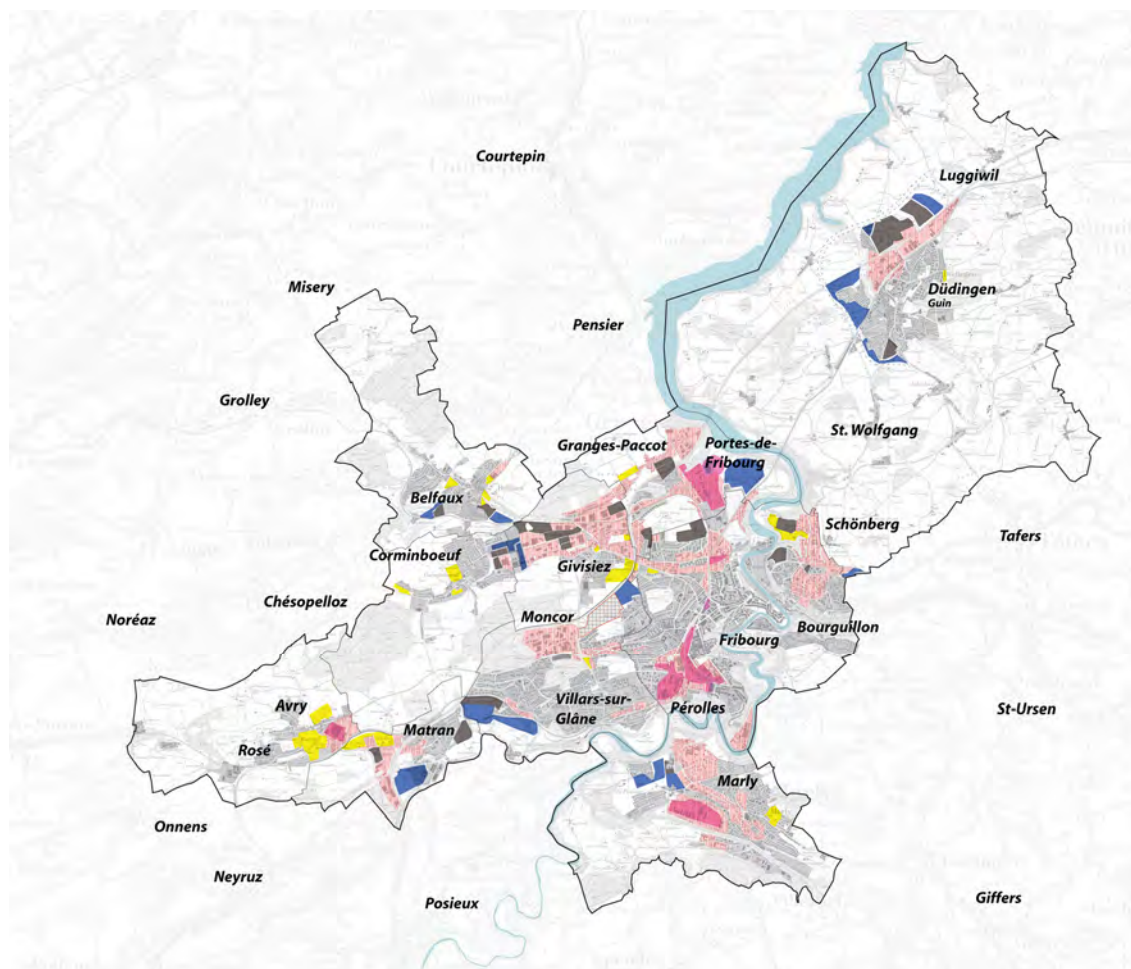 Courtepin
Luggiwil
Misery
Düdingen
Guin
Pensier
Grolley
St. Wolfgang
Granges-Paccot
Portes-de-
Fribourg
Belfaux
Schönberg
Tafers
Corminboeuf
Givisiez
Chésopelloz
Noréaz
Moncor
Fribourg
Bourguillon
Villars-sur-
Glâne
Pérolles
St-Ursen
Avry
Matran
Rosé
Marly
Onnens
Neyruz
Posieux
Giffers